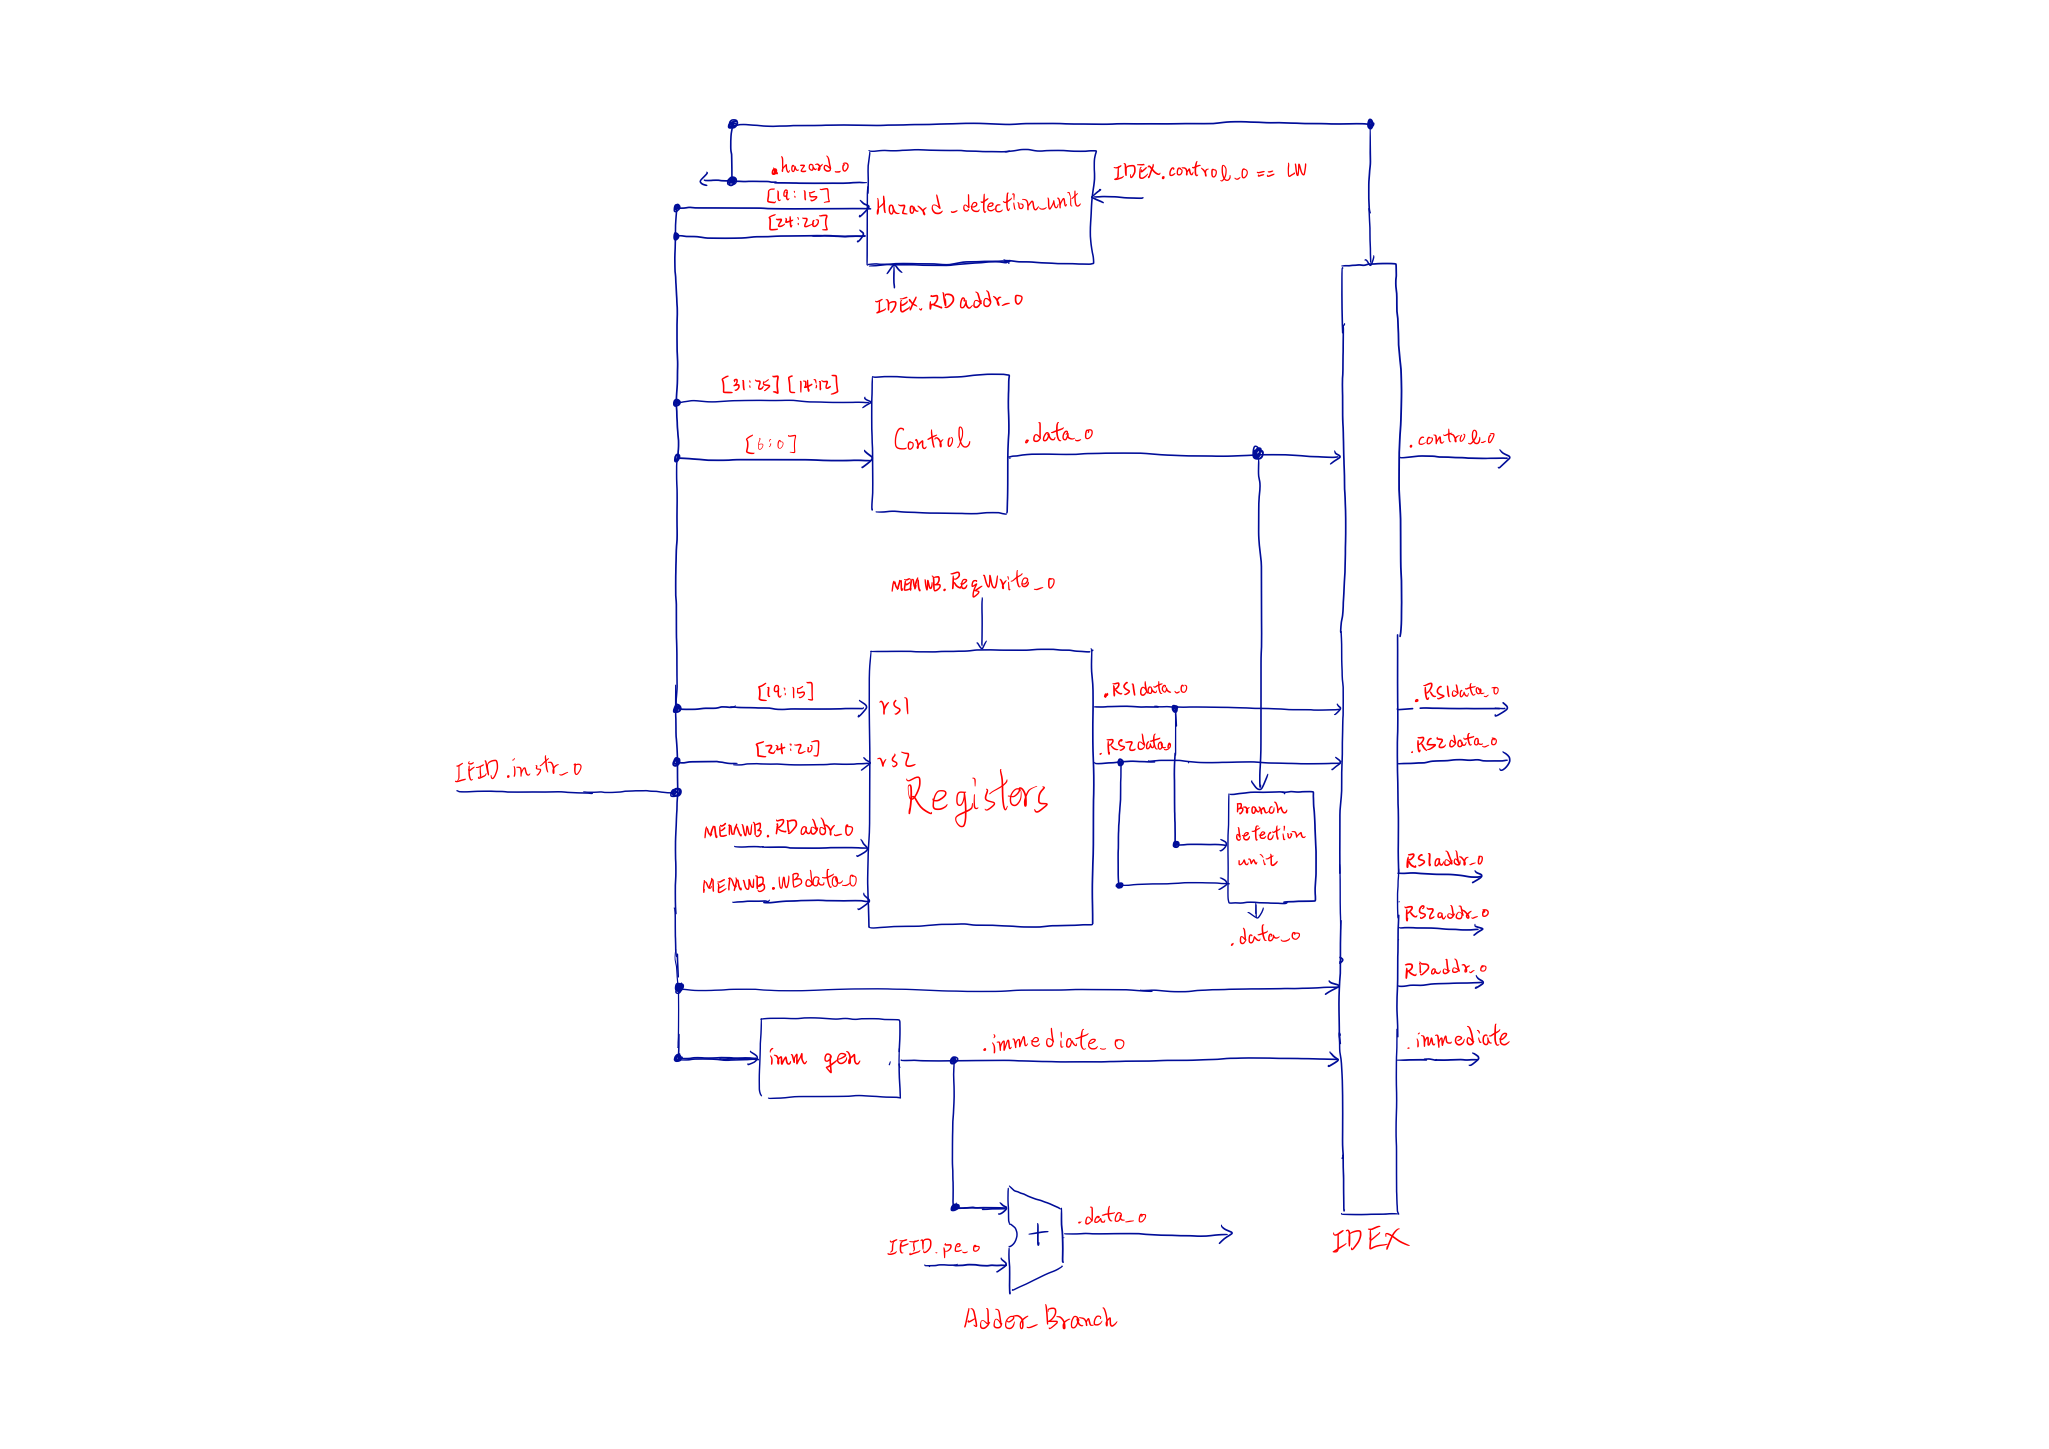 .hazard_o
IDEX.control_o == LW
[19:15]
Hazard_detection_unit
[24:20]
IDEX.RDaddr_o
[31:25] [14:12]
[6:0]
Control
.data_o
.control_o
MEMWB.RegWrite_o
[19:15]
rs1
.RS1data_o
.RS1data_o
[24:20]
rs2
.RS2data_o
.RS2data_o
IFID.instr_o
Registers
Branch
detection
unit
MEMWB.RDaddr_o
MEMWB.WBdata_o
.data_o
RS1addr_o
RS2addr_o
RDaddr_o
imm gen
.immediate_o
.immediate
IFID.pc_o
+
.data_o
IDEX
Adder_Branch